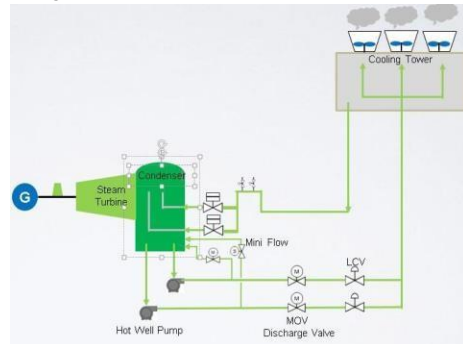 Cooling Tower
Condenser
Steam
Turbine
G
Mini Flow
M
S
LCV
M
M
Hot Well Pump
MOV
Discharge Valve